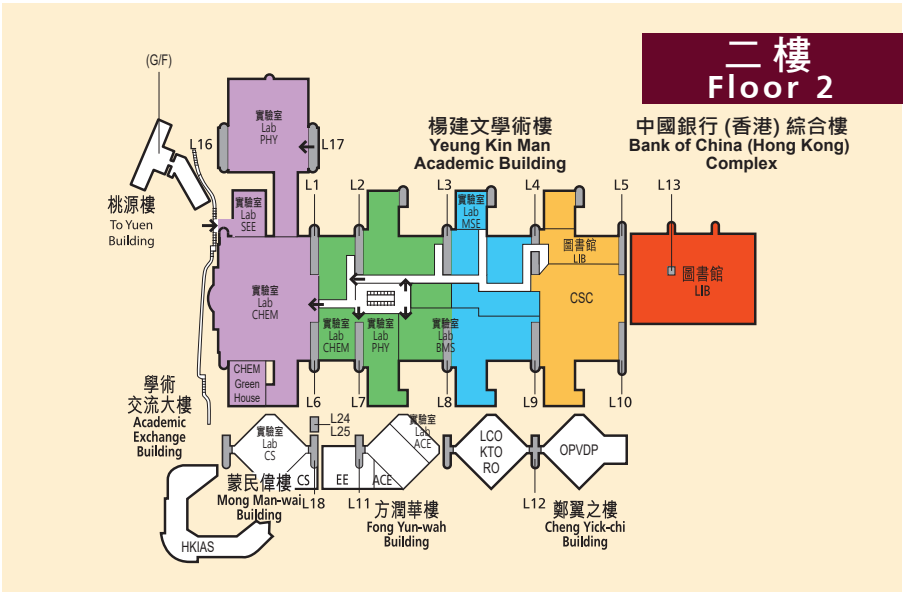 二樓
Floor 2
(G/F)
實驗室
Lab
PHY
楊建文學術樓
Yeung Kin Man
Academic Building
中國銀行 (香港) 綜合樓
Bank of China (Hong Kong)
Complex
L16
L17
L1
L2
L3
L4
L5
L13
桃源樓
To Yuen
Building
實驗室
Lab
SEE
實驗室
Lab
MSE
圖書館
LIB
圖書館
LIB
實驗室
Lab
CHEM
CSC
實驗室
Lab
CHEM
實驗室
Lab
PHY
實驗室
Lab
BMS
CHEM
Green
House
學術
交流大樓
Academic
Exchange
Building
L6
L7
L8
L9
L10
L24
L25
實驗室
Lab
CS
CS
實驗室
Lab
ACE
EE
ACE
LCO
KTO
RO
OPVDP
蒙民偉樓
Mong Man-wai
Building
L18
L11
方潤華樓
Fong Yun-wah
Building
L12
鄭翼之樓
Cheng Yick-chi
Building
HKIAS